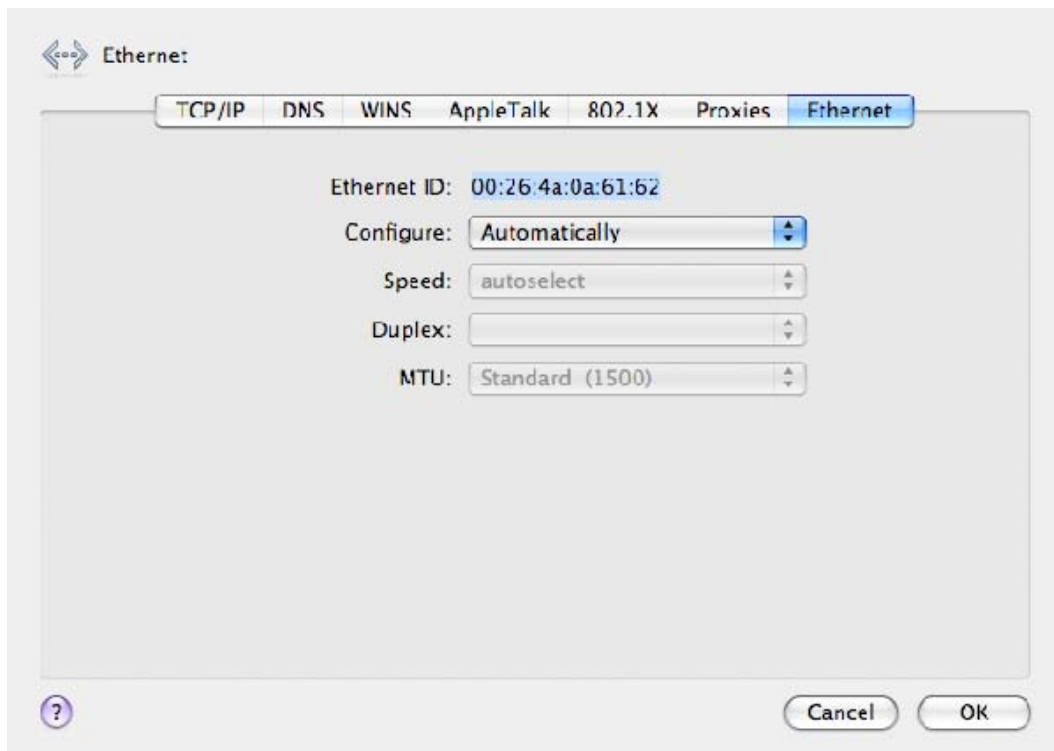 Ethernet
TCP/IP DNS WINS AppleTalk 802.1X Proxies Ethernet
Ethernet ID: 00:26:4a:0a:61:62
Configure: Automatically
Speed: autoselect
Duplex:
MTU: Standard (1500)
? Cancel OK